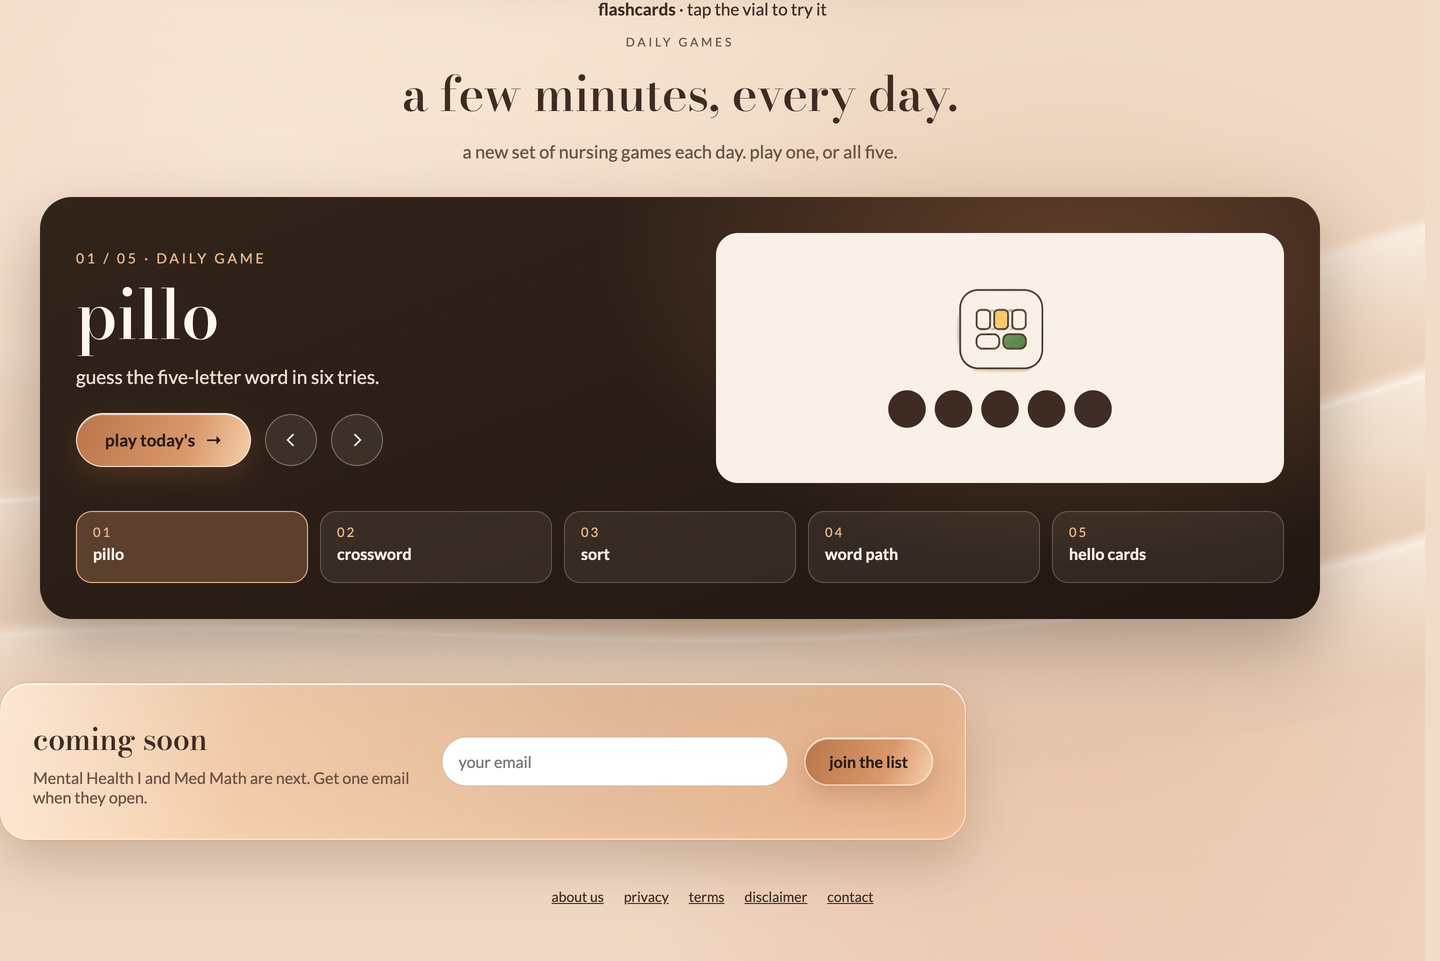 flashcards · tap the vial to try it
DAILY GAMES
a few minutes, every day.
a new set of nursing games each day. play one, or all five.
01 / 05 · DAILY GAME
pillo
guess the five-letter word in six tries.
play today's →
01
pillo
02
crossword
03
sort
04
word path
05
hello cards
coming soon
Mental Health I and Med Math are next. Get one email
when they open.
your email
join the list
about us privacy terms disclaimer contact